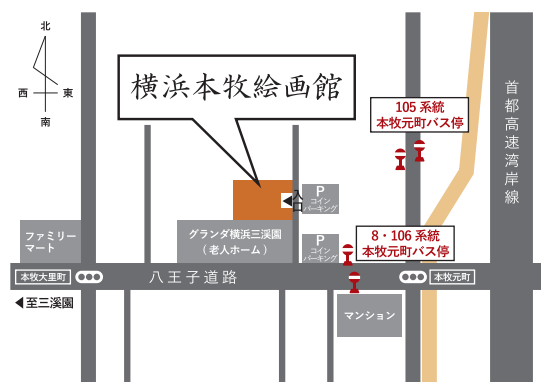 北
西
東
南
横浜本牧絵画館
105 系統
本牧元町バス停
首都高速湾岸線
入口
P
コイン
パーキング
ファミリー
マート
グランダ横浜三溪園
（老人ホーム）
P
コイン
パーキング
8・106 系統
本牧元町バス停
本牧大里町
八王子道路
本牧元町
至三溪園
マンション